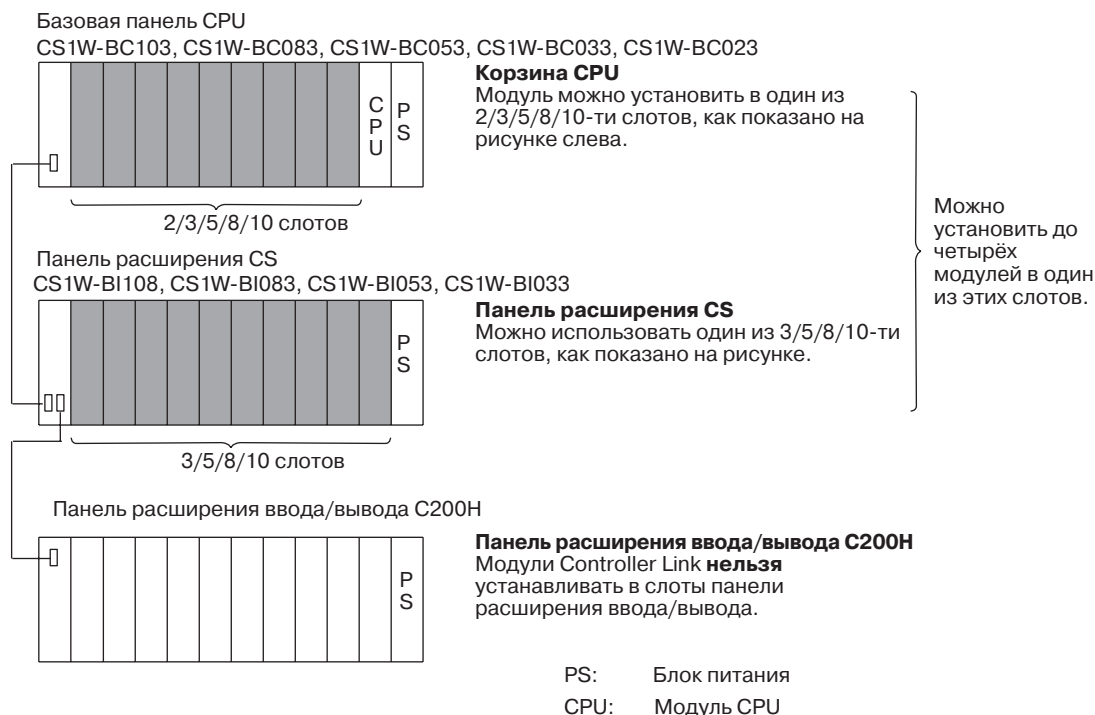 Базовая панель CPU
CS1W-BC103, CS1W-BC083, CS1W-BC053, CS1W-BC033, CS1W-BC023
CPU
PS
Корзина CPU
Модуль можно установить в один из
2/3/5/8/10-ти слотов, как показано на
рисунке слева.
2/3/5/8/10 слотов
Можно
установить до
четырёх
модулей в один
из этих слотов.
Панель расширения CS
CS1W-BI108, CS1W-BI083, CS1W-BI053, CS1W-BI033
PS
Панель расширения CS
Можно использовать один из 3/5/8/10-ти
слотов, как показано на рисунке.
3/5/8/10 слотов
Панель расширения ввода/вывода C200H
PS
Панель расширения ввода/вывода C200H
Модули Controller Link нельзя
устанавливать в слоты панели
расширения ввода/вывода.
PS: Блок питания
CPU: Модуль CPU